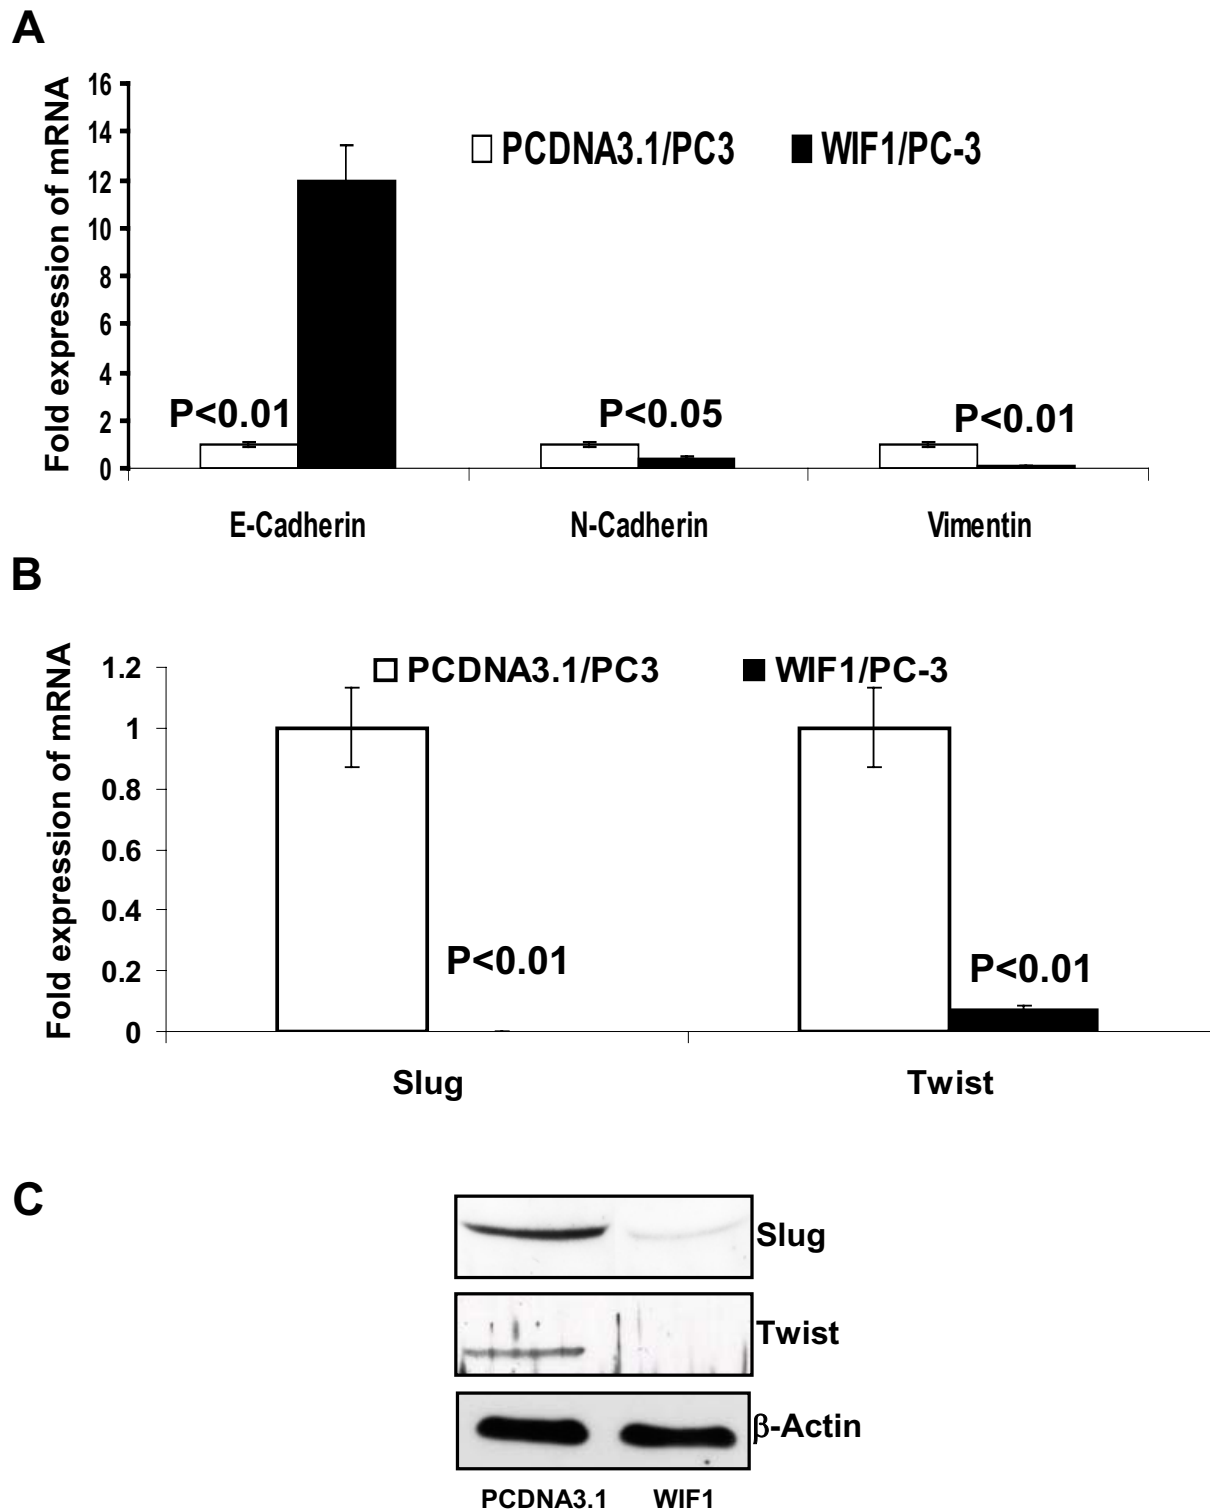 A
Fold expression of mRNA
16
14
12
10
8
6
4
2
0
PCDNA3.1/PC3 WIF1/PC-3
P<0.01 P<0.05 P<0.01
E-Cadherin N-Cadherin Vimentin
B
Fold expression of mRNA
1.2
1
0.8
0.6
0.4
0.2
0
PCDNA3.1/PC3 WIF1/PC-3
P<0.01 P<0.01
Slug Twist
C
Slug
Twist
β-Actin
PCDNA3.1 WIF1